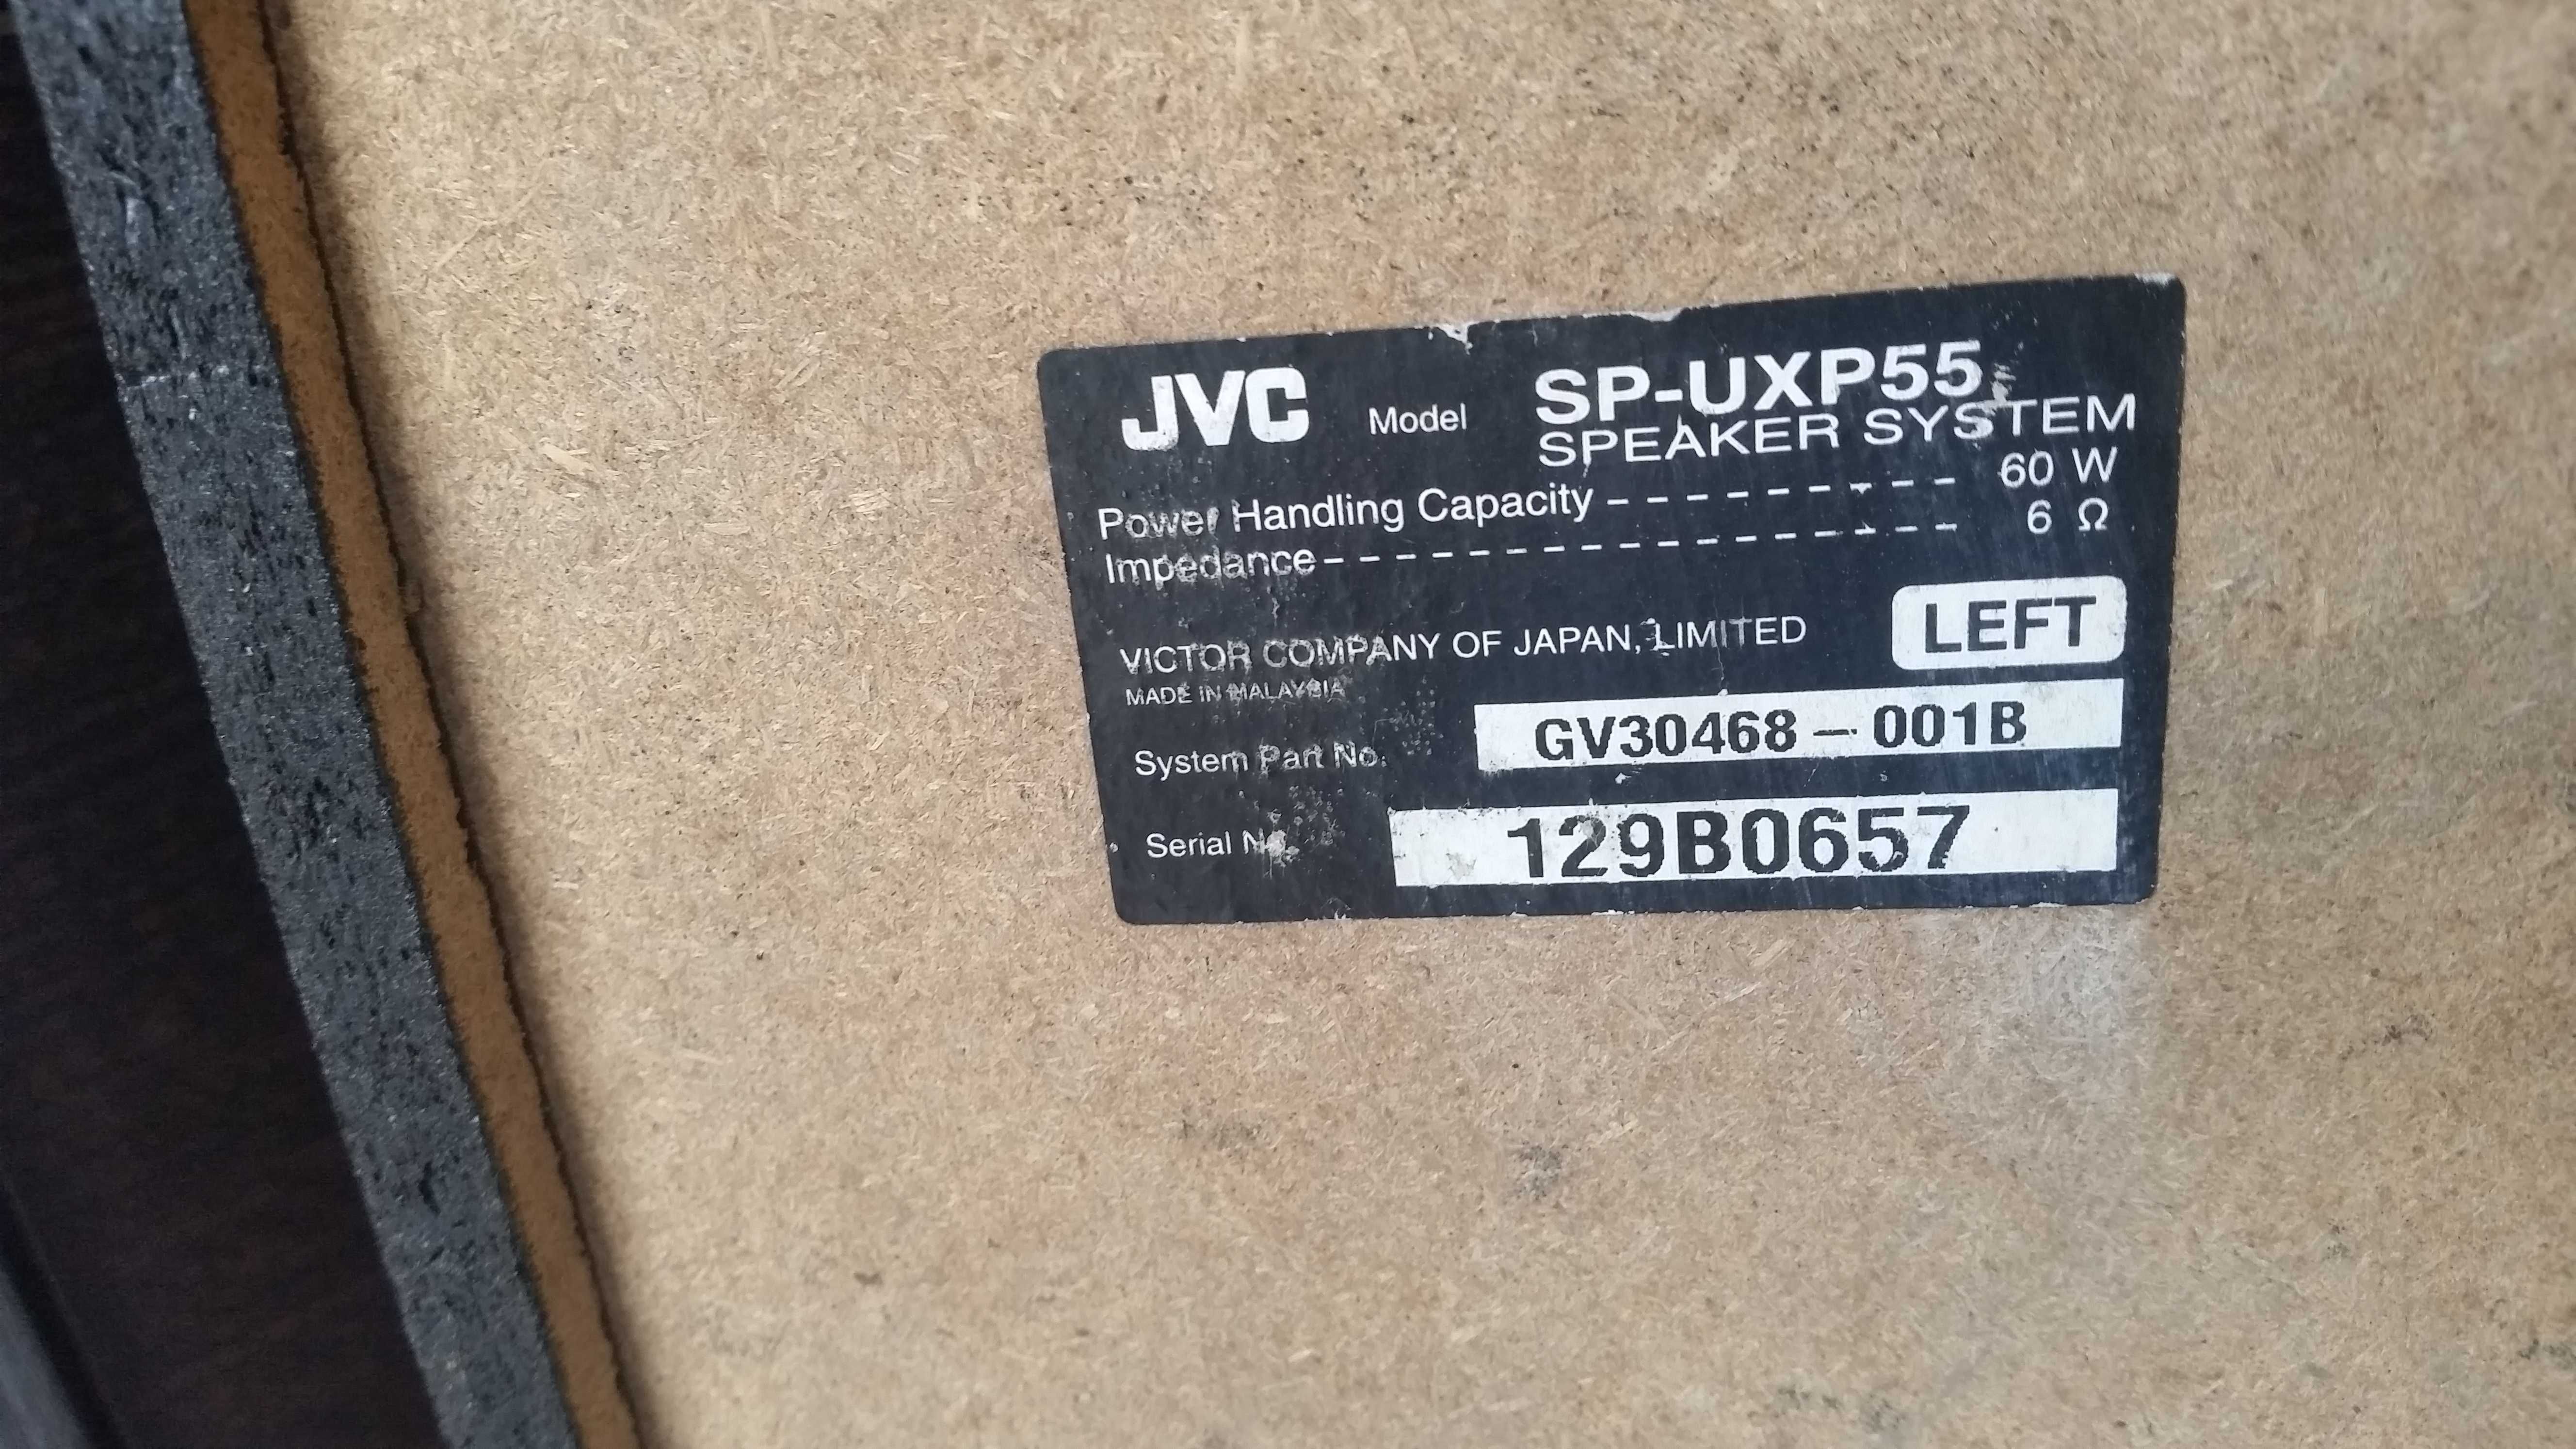 JVC Model SP-UXP55
SPEAKER SYSTEM
Power Handling Capacity --------- 60 W
Impedance ----------------- 6 Ω
LEFT
VICTOR COMPANY OF JAPAN, LIMITED
MADE IN MALAYSIA
System Part No. GV30468-001B
Serial No. 129B0657